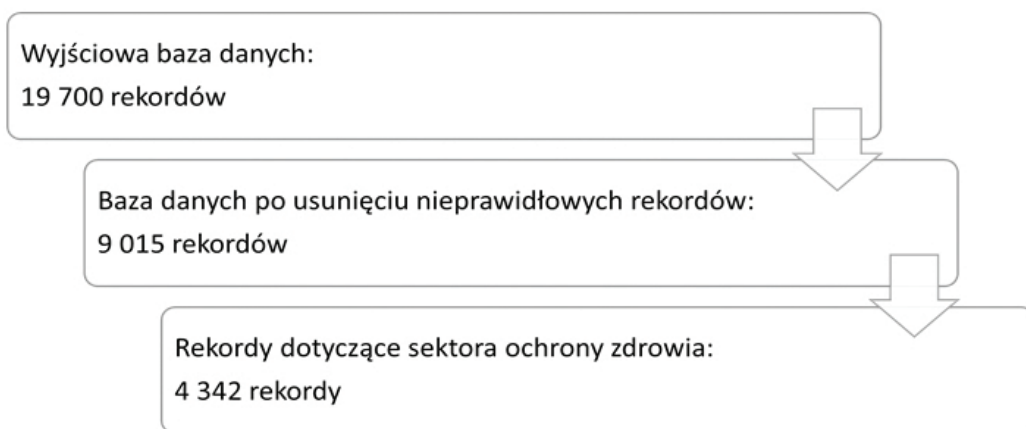 Wyjściowa baza danych:
19 700 rekordów
Baza danych po usunięciu nieprawidłowych rekordów:
9 015 rekordów
Rekordy dotyczące sektora ochrony zdrowia:
4 342 rekordy